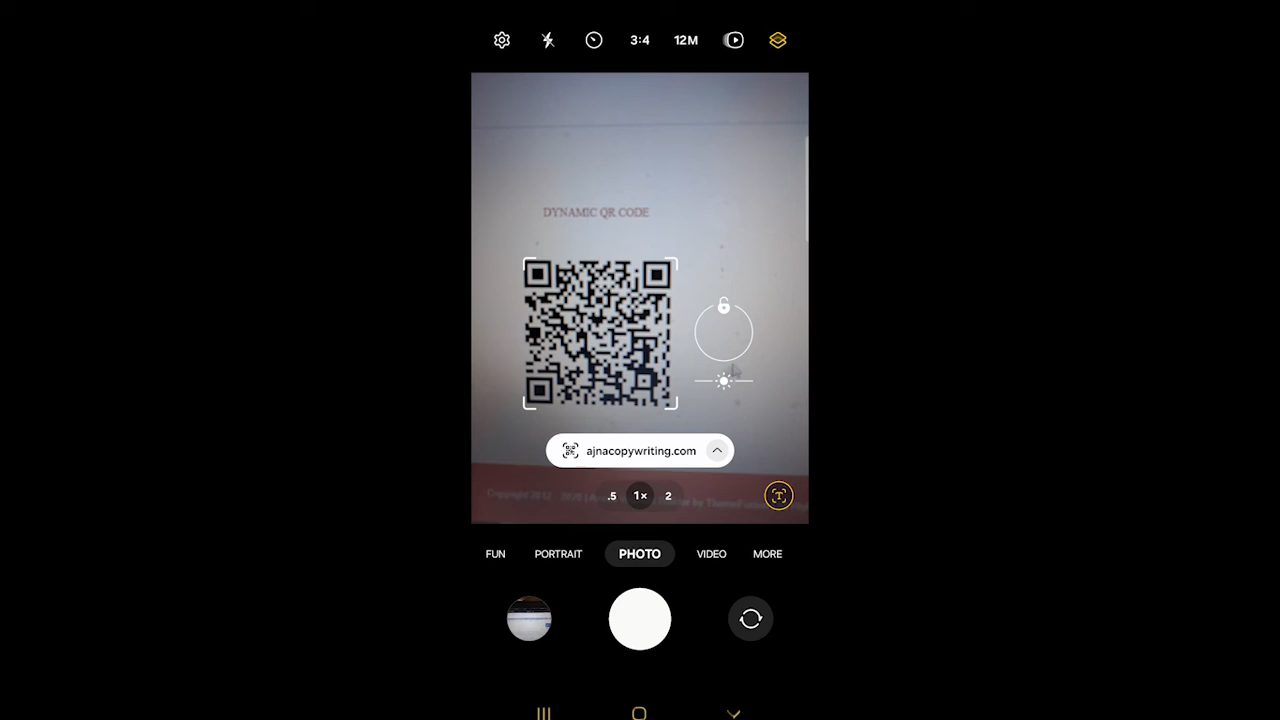 3:4 12M
DYNAMIC QR CODE
ajnacopywriting.com
.5 1× 2
FUN PORTRAIT PHOTO VIDEO MORE